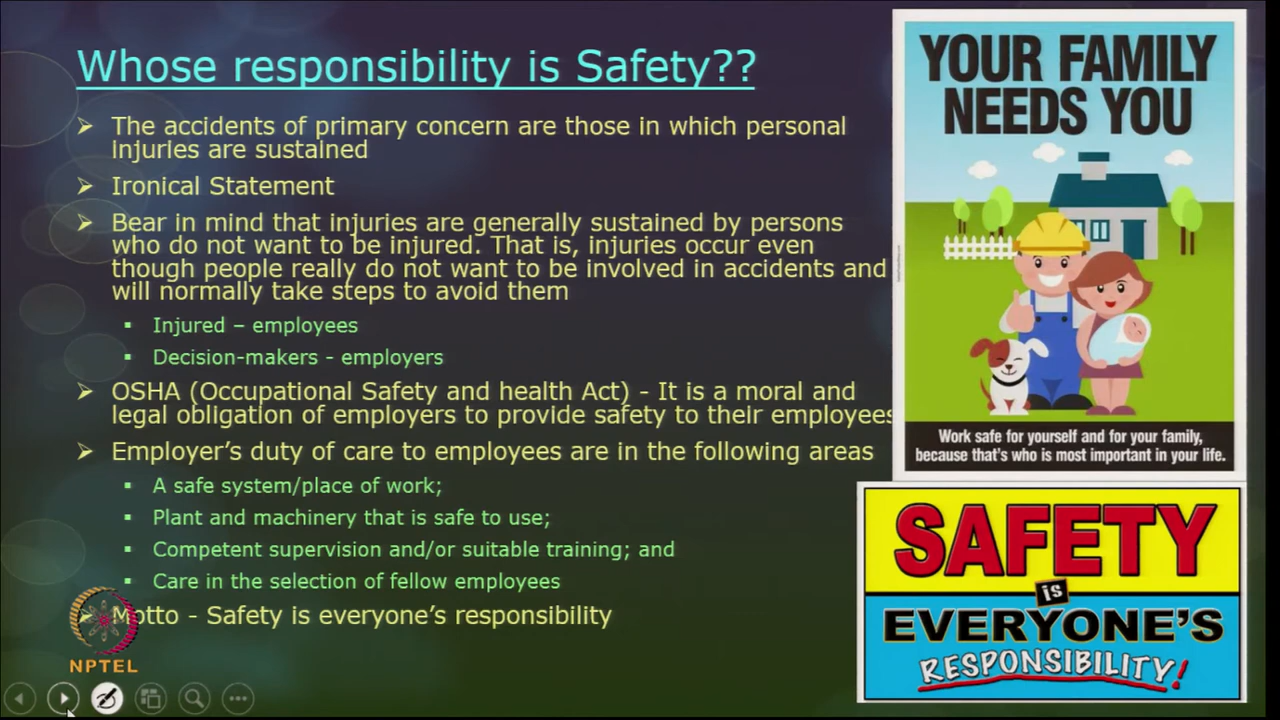 Whose responsibility is Safety??
The accidents of primary concern are those in which personal
injuries are sustained
Ironical Statement
Bear in mind that injuries are generally sustained by persons
who do not want to be injured. That is, injuries occur even
though people really do not want to be involved in accidents and
will normally take steps to avoid them
Injured – employees
Decision-makers - employers
OSHA (Occupational Safety and health Act) - It is a moral and
legal obligation of employers to provide safety to their employees
Employer's duty of care to employees are in the following areas
A safe system/place of work;
Plant and machinery that is safe to use;
Competent supervision and/or suitable training; and
Care in the selection of fellow employees
Motto - Safety is everyone's responsibility
NPTEL
YOUR FAMILY
NEEDS YOU
Work safe for yourself and for your family,
because that's who is most important in your life.
SAFETY
is
EVERYONE'S
RESPONSIBILITY!